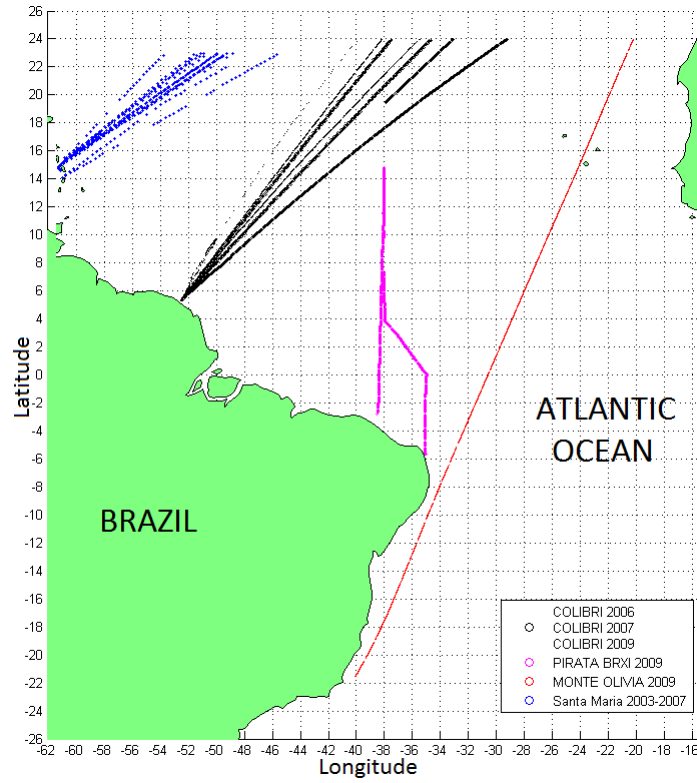 26
24
22
20
18
16
14
12
10
8
6
4
2
0
-2
-4
-6
-8
-10
-12
-14
-16
-18
-20
-22
-24
-26
Latitude
ATLANTIC
OCEAN
BRAZIL
COLIBRI 2006
COLIBRI 2007
COLIBRI 2009
PIRATA BRXI 2009
MONTE OLIVIA 2009
Santa Maria 2003-2007
-62 -60 -58 -56 -54 -52 -50 -48 -46 -44 -42 -40 -38 -36 -34 -32 -30 -28 -26 -24 -22 -20 -18 -16
Longitude